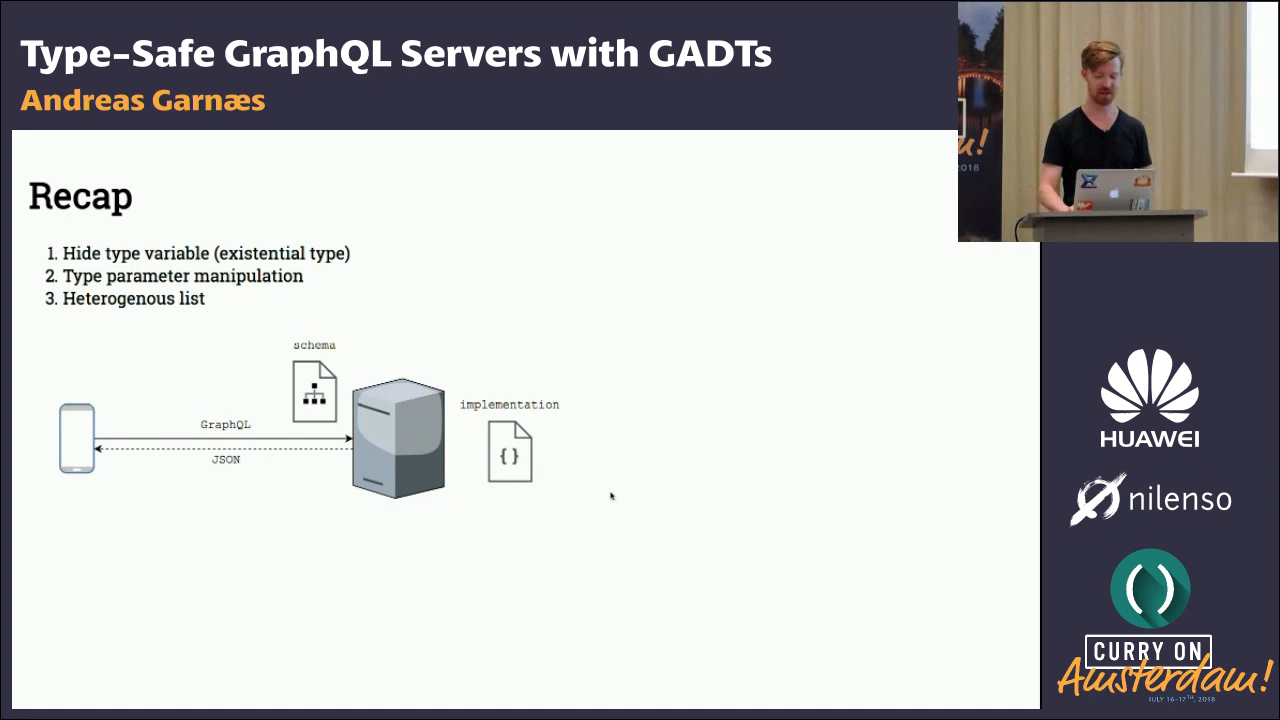 Type-Safe GraphQL Servers with GADTs
Andreas Garnæs
Recap
1. Hide type variable (existential type)
2. Type parameter manipulation
3. Heterogenous list
schema
implementation
GraphQL
JSON
{ }
m!
2018
HUAWEI
nilenso
( )
CURRY ON
Amsterdam!
JULY 16-17TH, 2018